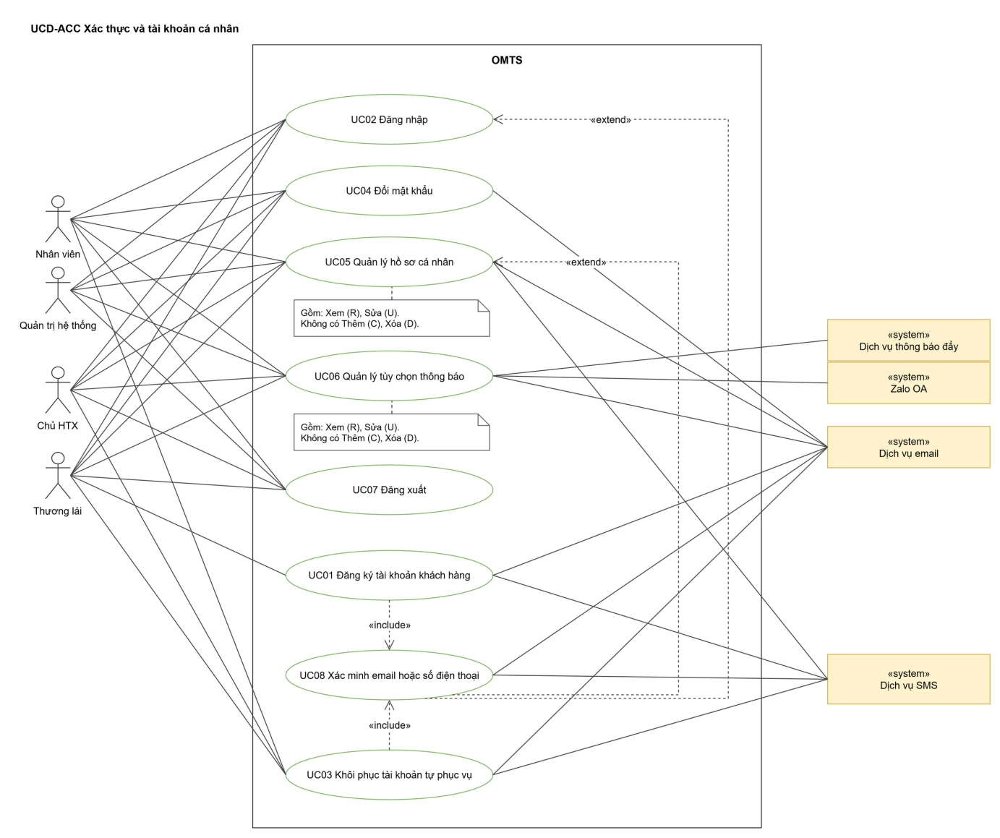 UCD-ACC Xác thực và tài khoản cá nhân
OMTS
UC02 Đăng nhập
«extend»
UC04 Đổi mật khẩu
Nhân viên
UC05 Quản lý hồ sơ cá nhân
«extend»
Gồm: Xem (R), Sửa (U).
Không có Thêm (C), Xóa (D).
Quản trị hệ thống
«system»
Dịch vụ thông báo đẩy
UC06 Quản lý tùy chọn thông báo
«system»
Zalo OA
Chủ HTX
Gồm: Xem (R), Sửa (U).
Không có Thêm (C), Xóa (D).
«system»
Dịch vụ email
UC07 Đăng xuất
Thương lái
UC01 Đăng ký tài khoản khách hàng
«include»
UC08 Xác minh email hoặc số điện thoại
«system»
Dịch vụ SMS
«include»
UC03 Khôi phục tài khoản tự phục vụ